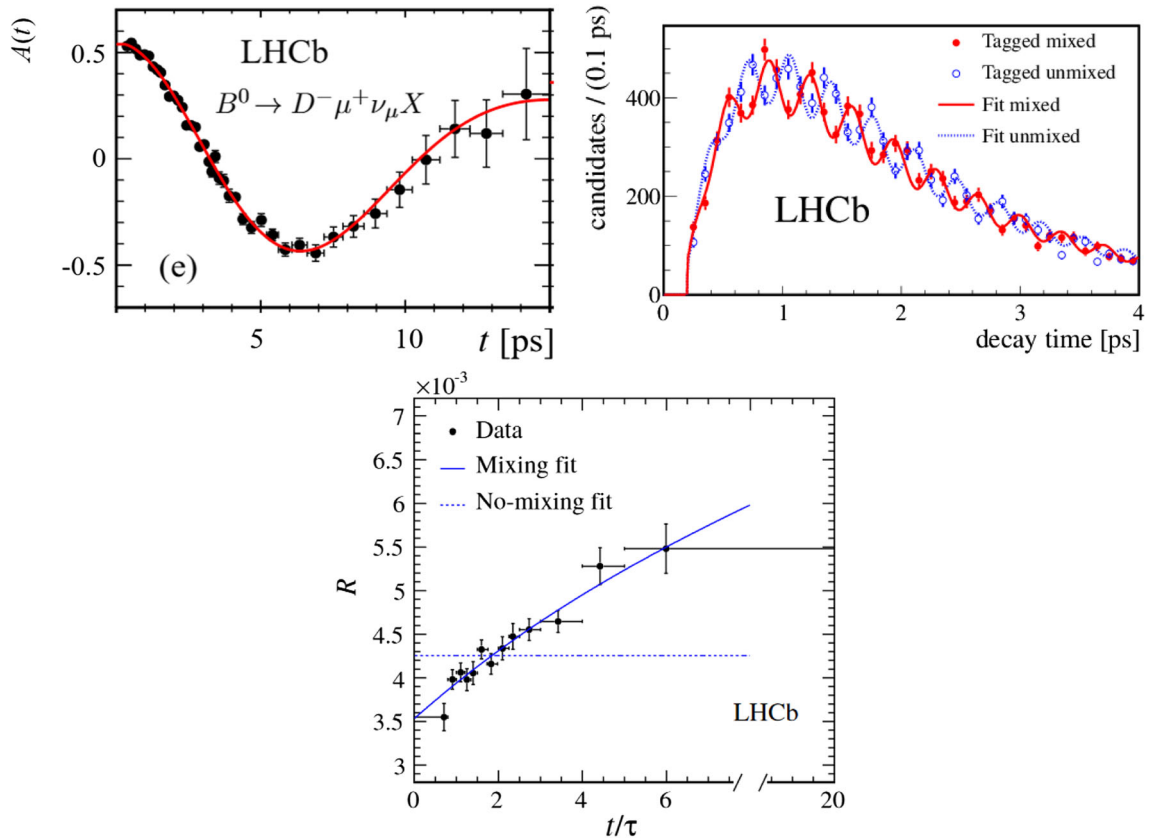 A(t)
0.5
0
-0.5
LHCb
B⁰ → D⁻ μ⁺ ν_μ X
(e)
5
10
t [ps]
candidates / (0.1 ps)
400
200
0
Tagged mixed
Tagged unmixed
Fit mixed
Fit unmixed
LHCb
0
1
2
3
4
decay time [ps]
×10⁻³
R
7
6.5
6
5.5
5
4.5
4
3.5
3
Data
Mixing fit
No-mixing fit
LHCb
0
2
4
6
20
t/τ